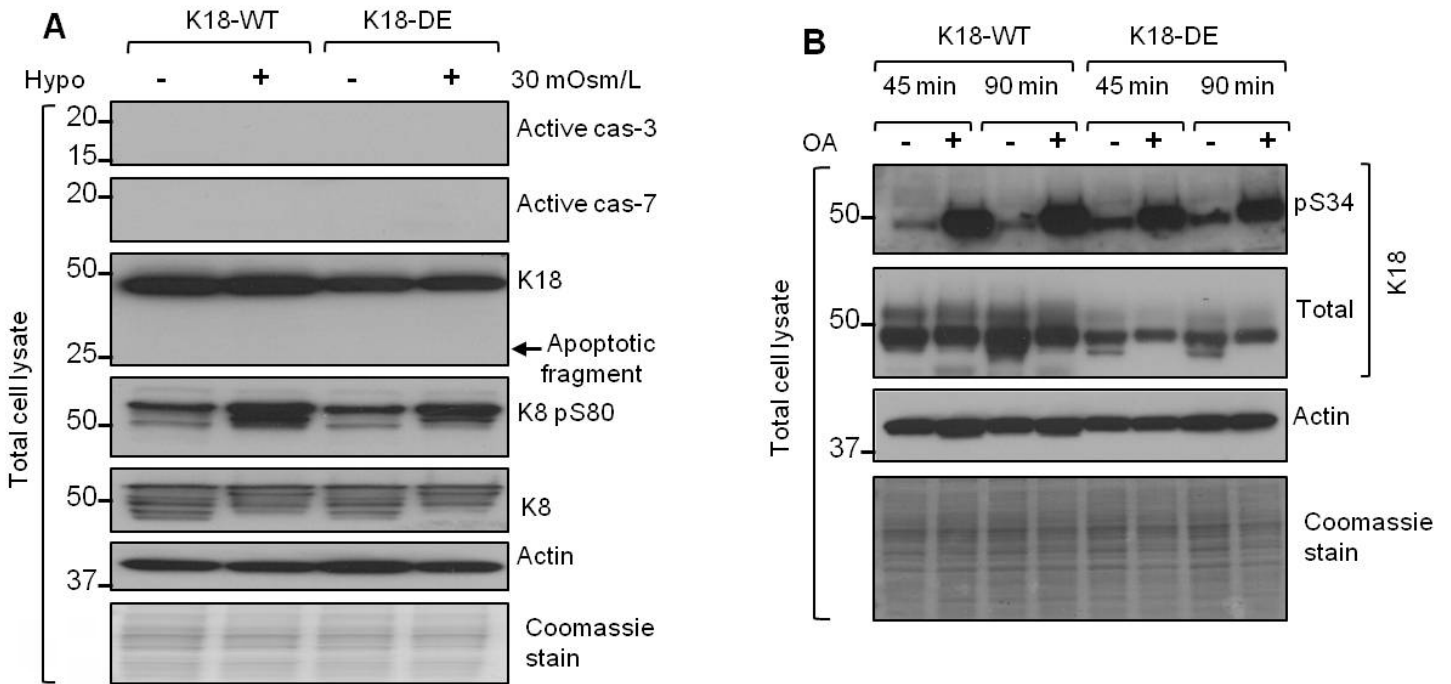 A
K18-WT K18-DE
Hypo - + - + 30 mOsm/L
Total cell lysate
20
15
Active cas-3
20
Active cas-7
50
K18
25
Apoptotic
fragment
50
K8 pS80
50
K8
Actin
37
Coomassie
stain
B
K18-WT K18-DE
45 min 90 min 45 min 90 min
OA - + - + - + - +
Total cell lysate
50
pS34
50
Total
K18
Actin
37
Coomassie
stain